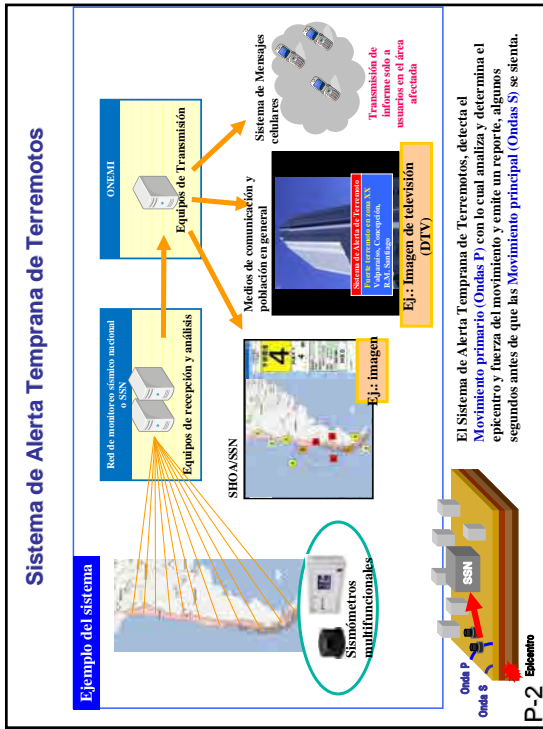 Sistema de Alerta Temprana de Terremotos
Ejemplo del sistema
Red de monitoreo sísmico nacional
o SSN
Equipos de recepción y análisis
ONEMI
Equipos de Transmisión
Sismómetros
multifuncionales
SHOA/SSN
4
Ej.: imagen
Medios de comunicación y
población en general
Sistema de Alerta de Terremoto
Fuerte terremoto en zona XX
Valparaíso, Concepción,
R.M. Santiago
Ej.: Imagen de televisión
(DTV)
Sistema de Mensajes
celulares
Transmisión de
informe solo a
usuarios en el área
afectada
Onda P
Onda S
SSN
Epicentro
El Sistema de Alerta Temprana de Terremotos, detecta el
Movimiento primario (Ondas P) con lo cual analiza y determina el
epicentro y fuerza del movimiento y emite un reporte, algunos
segundos antes de que las Movimiento principal (Ondas S) se sienta.
P-2